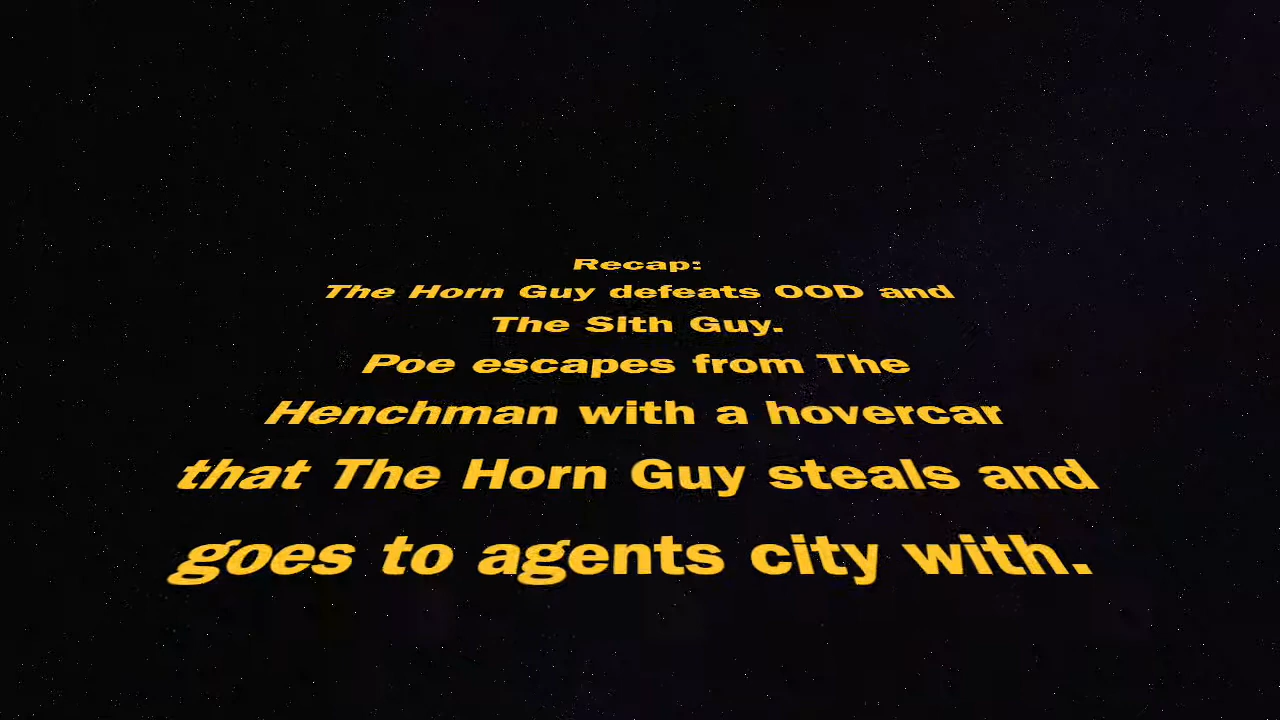 Recap:
The Horn Guy defeats OOD and
The Sith Guy.
Poe escapes from The
Henchman with a hovercar
that The Horn Guy steals and
goes to agents city with.